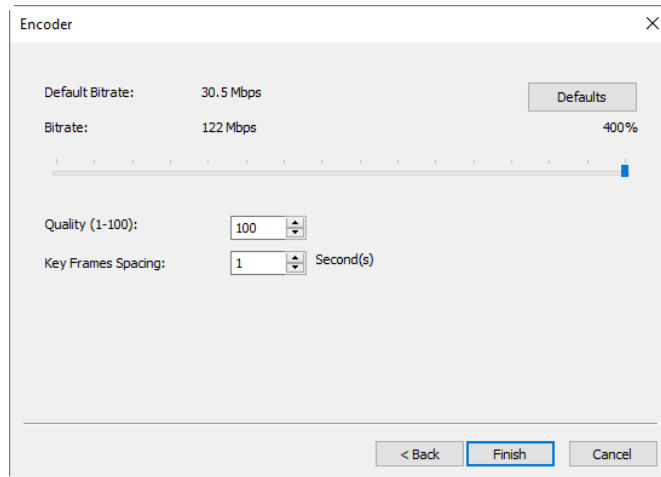 Encoder
Default Bitrate: 30.5 Mbps Defaults
Bitrate: 122 Mbps 400%
Quality (1-100): 100
Key Frames Spacing: 1 Second(s)
< Back Finish Cancel